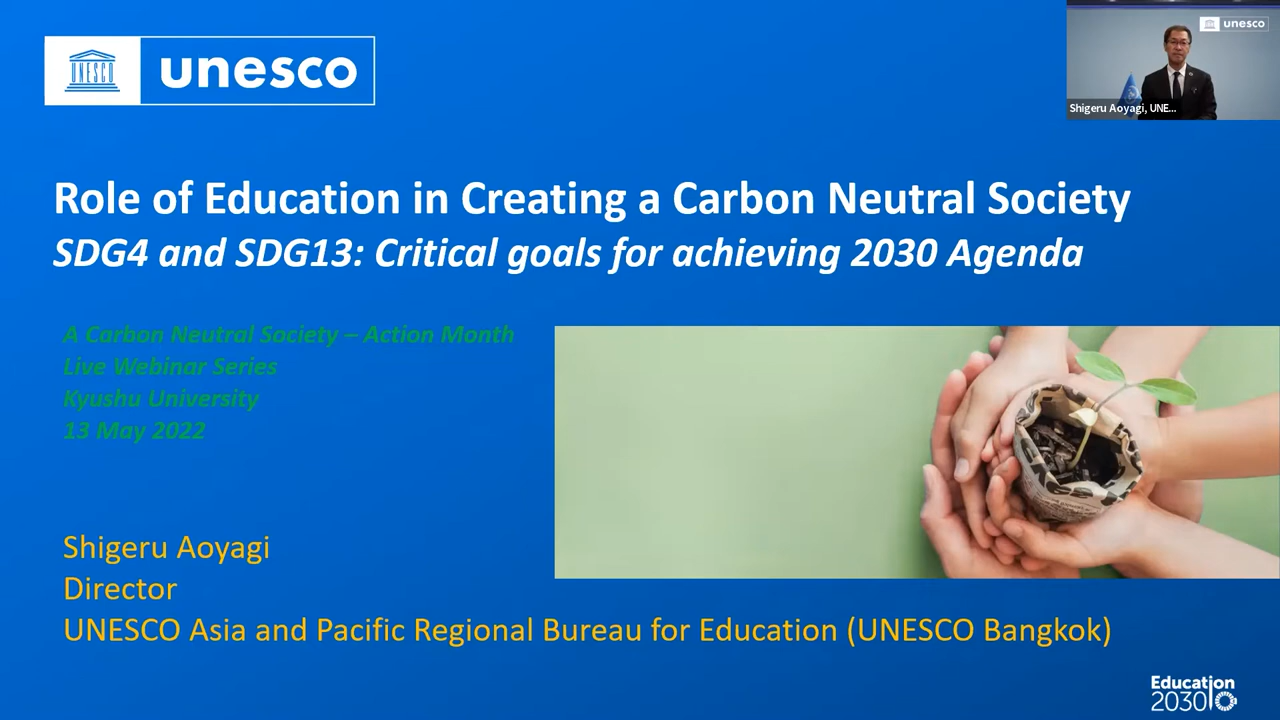 UNESCO
unesco
unesco
Shigeru Aoyagi, UNE...
Role of Education in Creating a Carbon Neutral Society
SDG4 and SDG13: Critical goals for achieving 2030 Agenda
A Carbon Neutral Society – Action Month
Live Webinar Series
Kyushu University
13 May 2022
Shigeru Aoyagi
Director
UNESCO Asia and Pacific Regional Bureau for Education (UNESCO Bangkok)
Education
2030